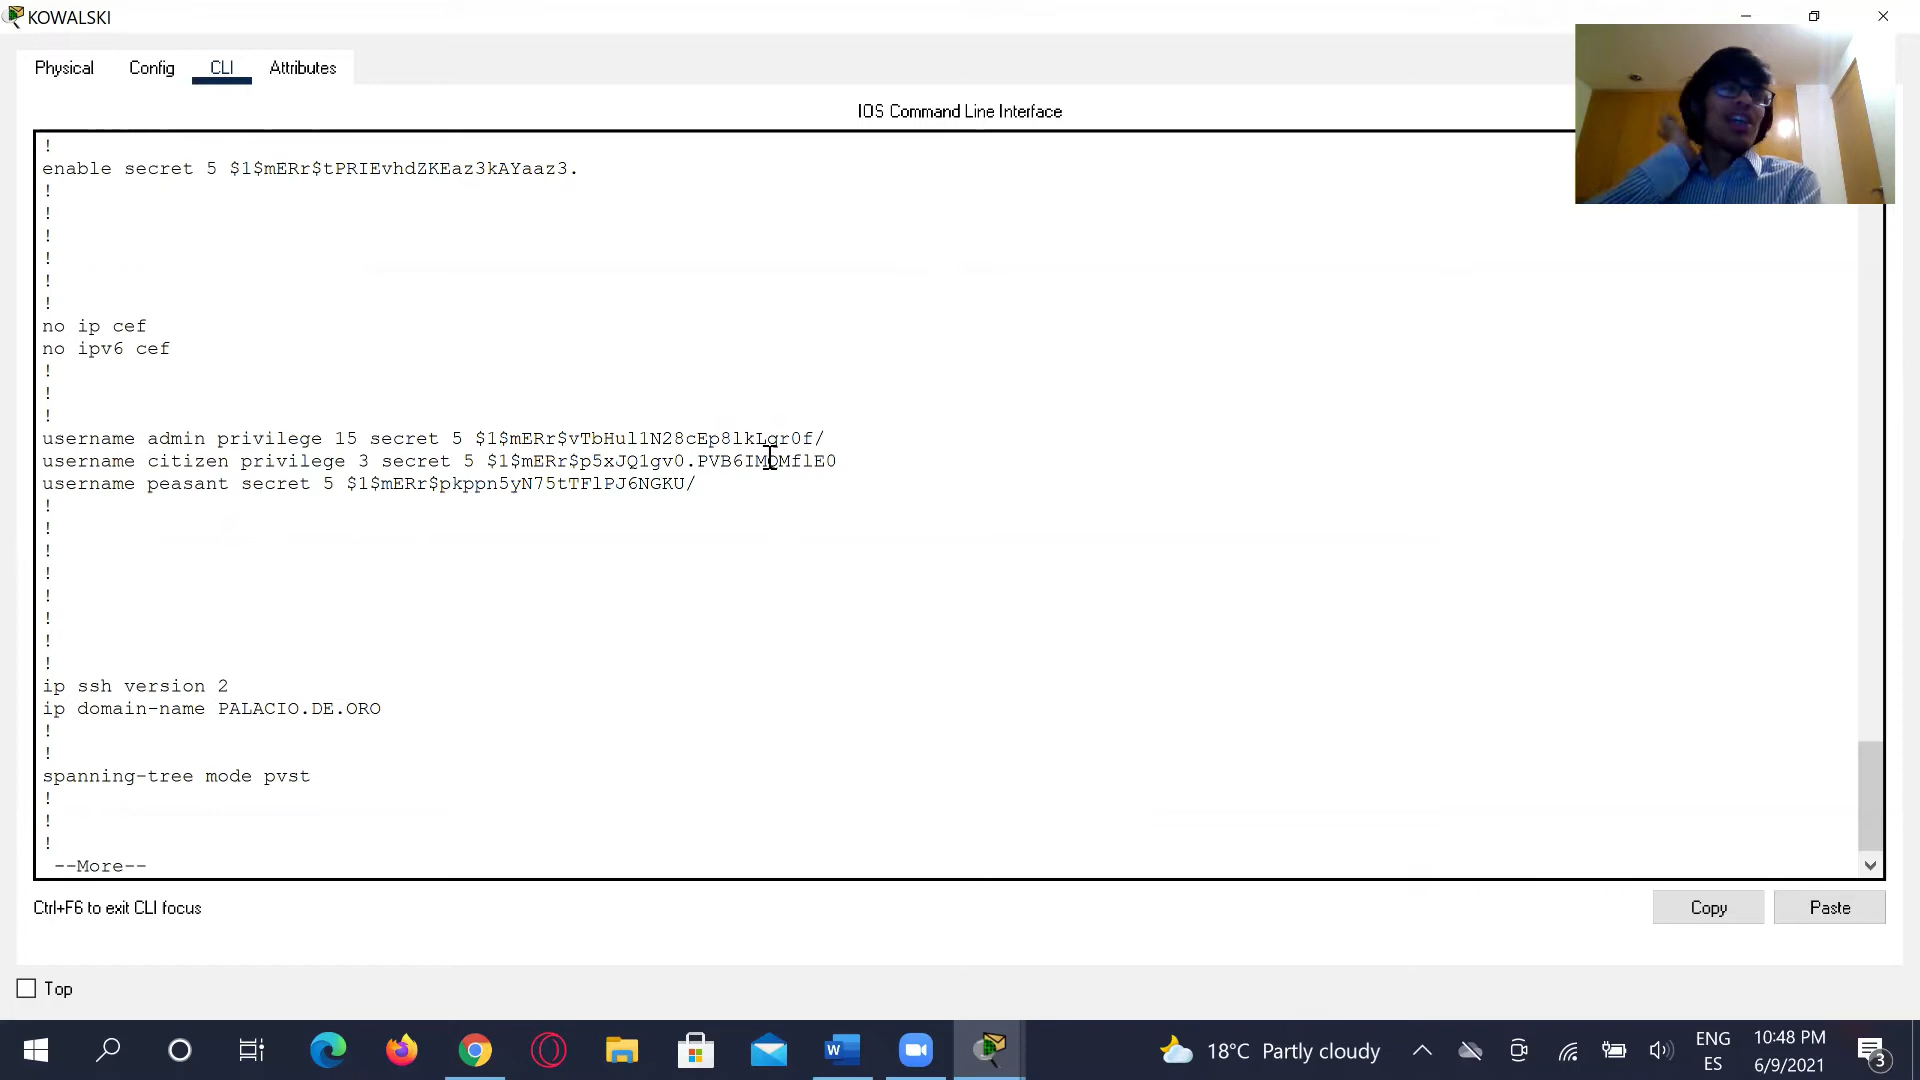 KOWALSKI
Physical Config CLI Attributes
IOS Command Line Interface
!
enable secret 5 $1$mERr$tPRIEvhdZKEaz3kAYaaz3.
!
!
!
!
!
!
no ip cef
no ipv6 cef
!
!
!
username admin privilege 15 secret 5 $1$mERr$vTbHul1N28cEp8lkLqr0f/
username citizen privilege 3 secret 5 $1$mERr$p5xJQ1gv0.PVB6IMQMflE0
username peasant secret 5 $1$mERr$pkppn5yN75tTFlPJ6NGKU/
!
!
!
!
!
!
!
!
ip ssh version 2
ip domain-name PALACIO.DE.ORO
!
!
spanning-tree mode pvst
!
!
!
--More--
Ctrl+F6 to exit CLI focus
Copy Paste
Top
18°C Partly cloudy
ENG
ES
10:48 PM
6/9/2021
3